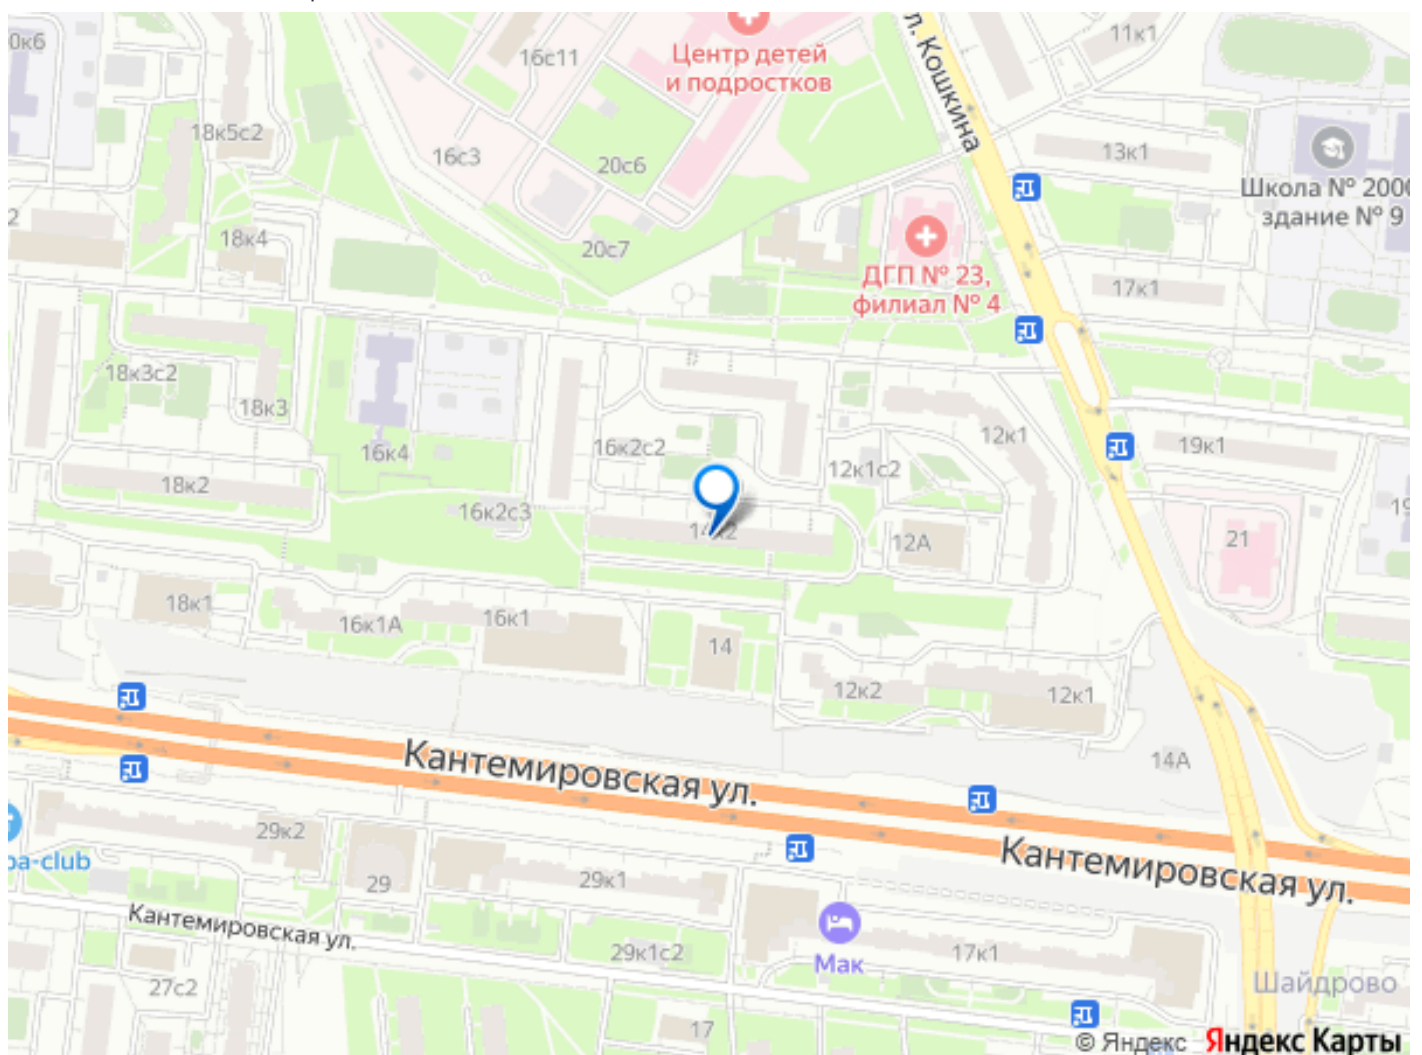 0к6
16с11
Центр детей
и подростков
ул. Кошкина
11к1
18к5с2
16с3
20с6
13к1
Школа № 200
здание № 9
2
18к4
20с7
ДГП № 23,
филиал № 4
17к1
18к3с2
18к3
16к4
16к2с2
12к1
12к1с2
19к1
18к2
16к2с3
14к2
12А
19
21
18к1
16к1А
16к1
14
12к2
12к1
Кантемировская ул.
14А
29к2
pa-club
29
29к1
Кантемировская ул.
Кантемировская ул.
29к1с2
Мак
17к1
27с2
17
Шайдрово
© Яндекс Яндекс Карты